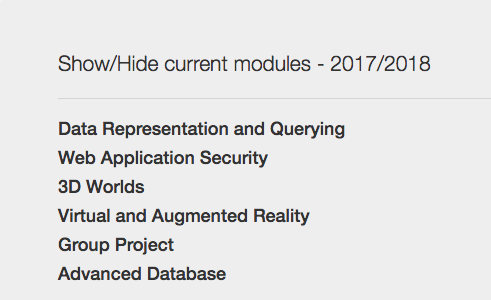 Show/Hide current modules - 2017/2018
Data Representation and Querying
Web Application Security
3D Worlds
Virtual and Augmented Reality
Group Project
Advanced Database